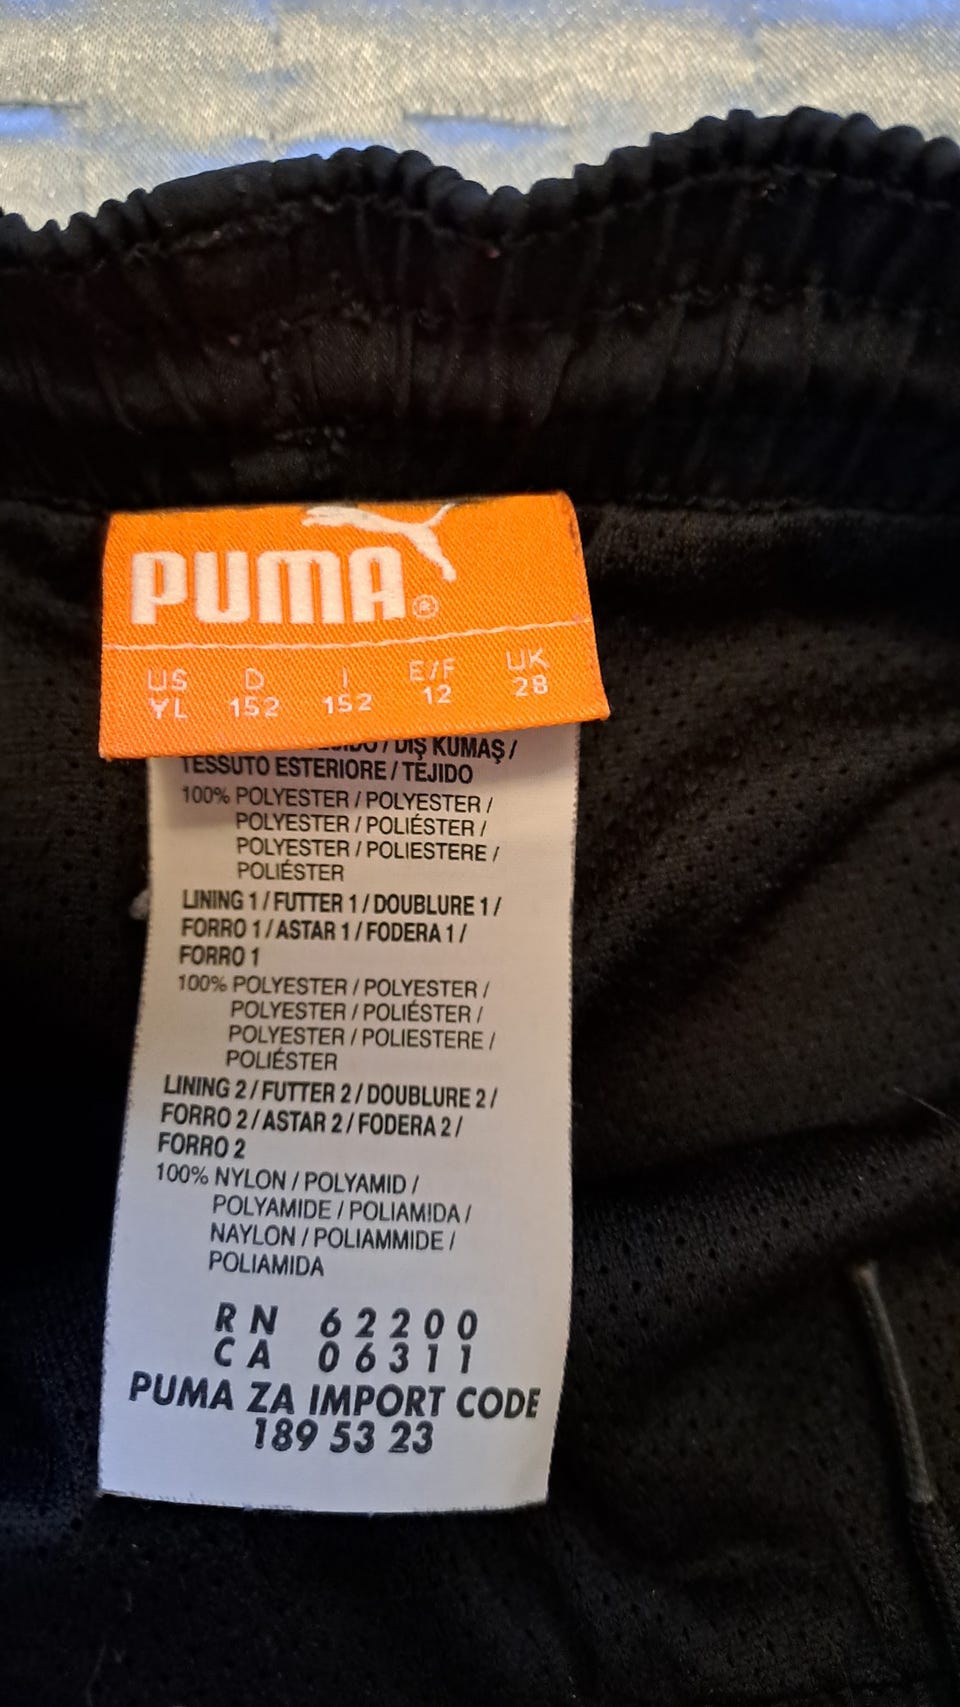 PUMA®
US D I E/F UK
YL 152 152 12 28
/ DIŞ KUMAŞ /
TESSUTO ESTERIORE / TEJIDO
100% POLYESTER / POLYESTER /
POLYESTER / POLIÉSTER /
POLYESTER / POLIESTERE /
POLIÉSTER
LINING 1 / FUTTER 1 / DOUBLURE 1 /
FORRO 1 / ASTAR 1 / FODERA 1 /
FORRO 1
100% POLYESTER / POLYESTER /
POLYESTER / POLIÉSTER /
POLYESTER / POLIESTERE /
POLIÉSTER
LINING 2 / FUTTER 2 / DOUBLURE 2 /
FORRO 2 / ASTAR 2 / FODERA 2 /
FORRO 2
100% NYLON / POLYAMID /
POLYAMIDE / POLIAMIDA /
NAYLON / POLIAMMIDE /
POLIAMIDA
RN 62200
CA 06311
PUMA ZA IMPORT CODE
189 53 23